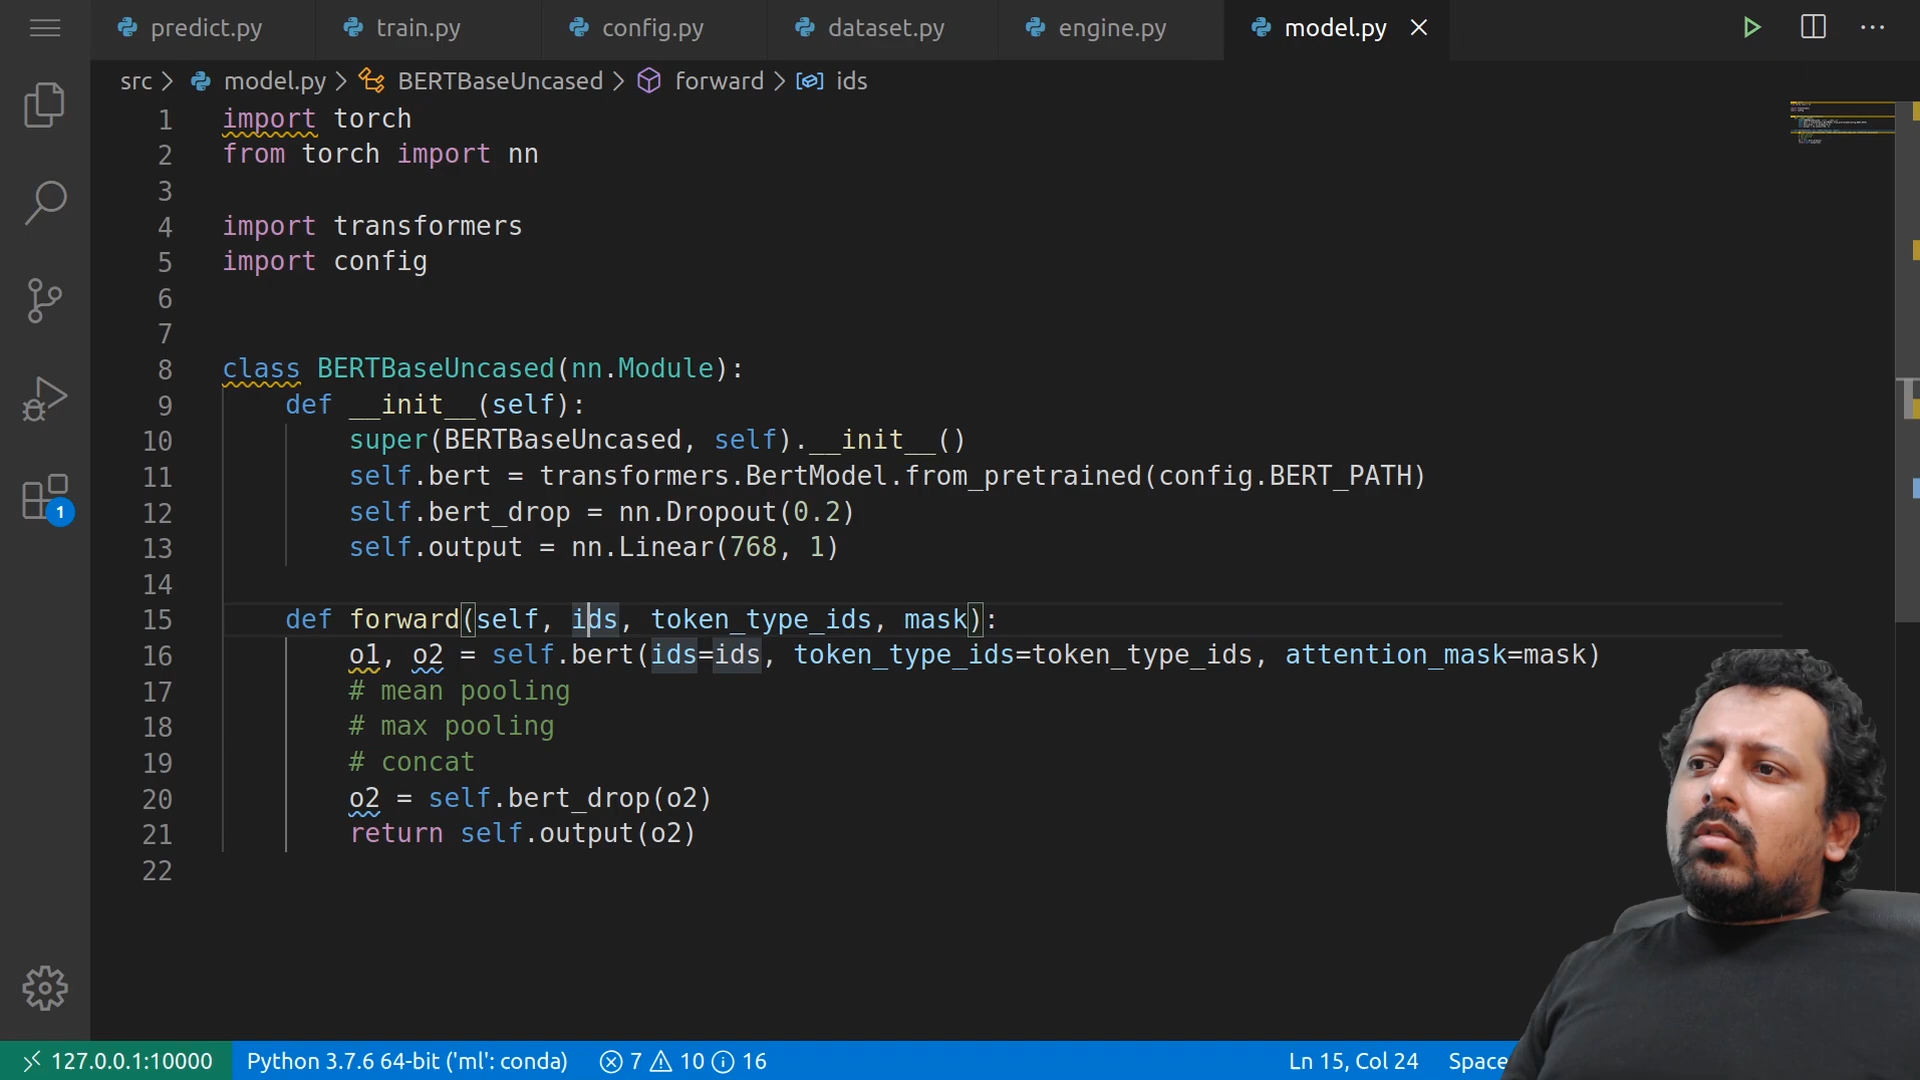 predict.py train.py config.py dataset.py engine.py model.py
src model.py BERTBaseUncased forward ids
1 import torch
2 from torch import nn
3
4 import transformers
5 import config
6
7
8 class BERTBaseUncased(nn.Module):
9 def __init__(self):
10 super(BERTBaseUncased, self).__init__()
11 self.bert = transformers.BertModel.from_pretrained(config.BERT_PATH)
12 self.bert_drop = nn.Dropout(0.2)
13 self.output = nn.Linear(768, 1)
14
15 def forward(self, ids, token_type_ids, mask):
16 o1, o2 = self.bert(ids=ids, token_type_ids=token_type_ids, attention_mask=mask)
17 # mean pooling
18 # max pooling
19 # concat
20 o2 = self.bert_drop(o2)
21 return self.output(o2)
22
1
127.0.0.1:10000 Python 3.7.6 64-bit ('ml': conda) 7 10 16 Ln 15, Col 24 Space